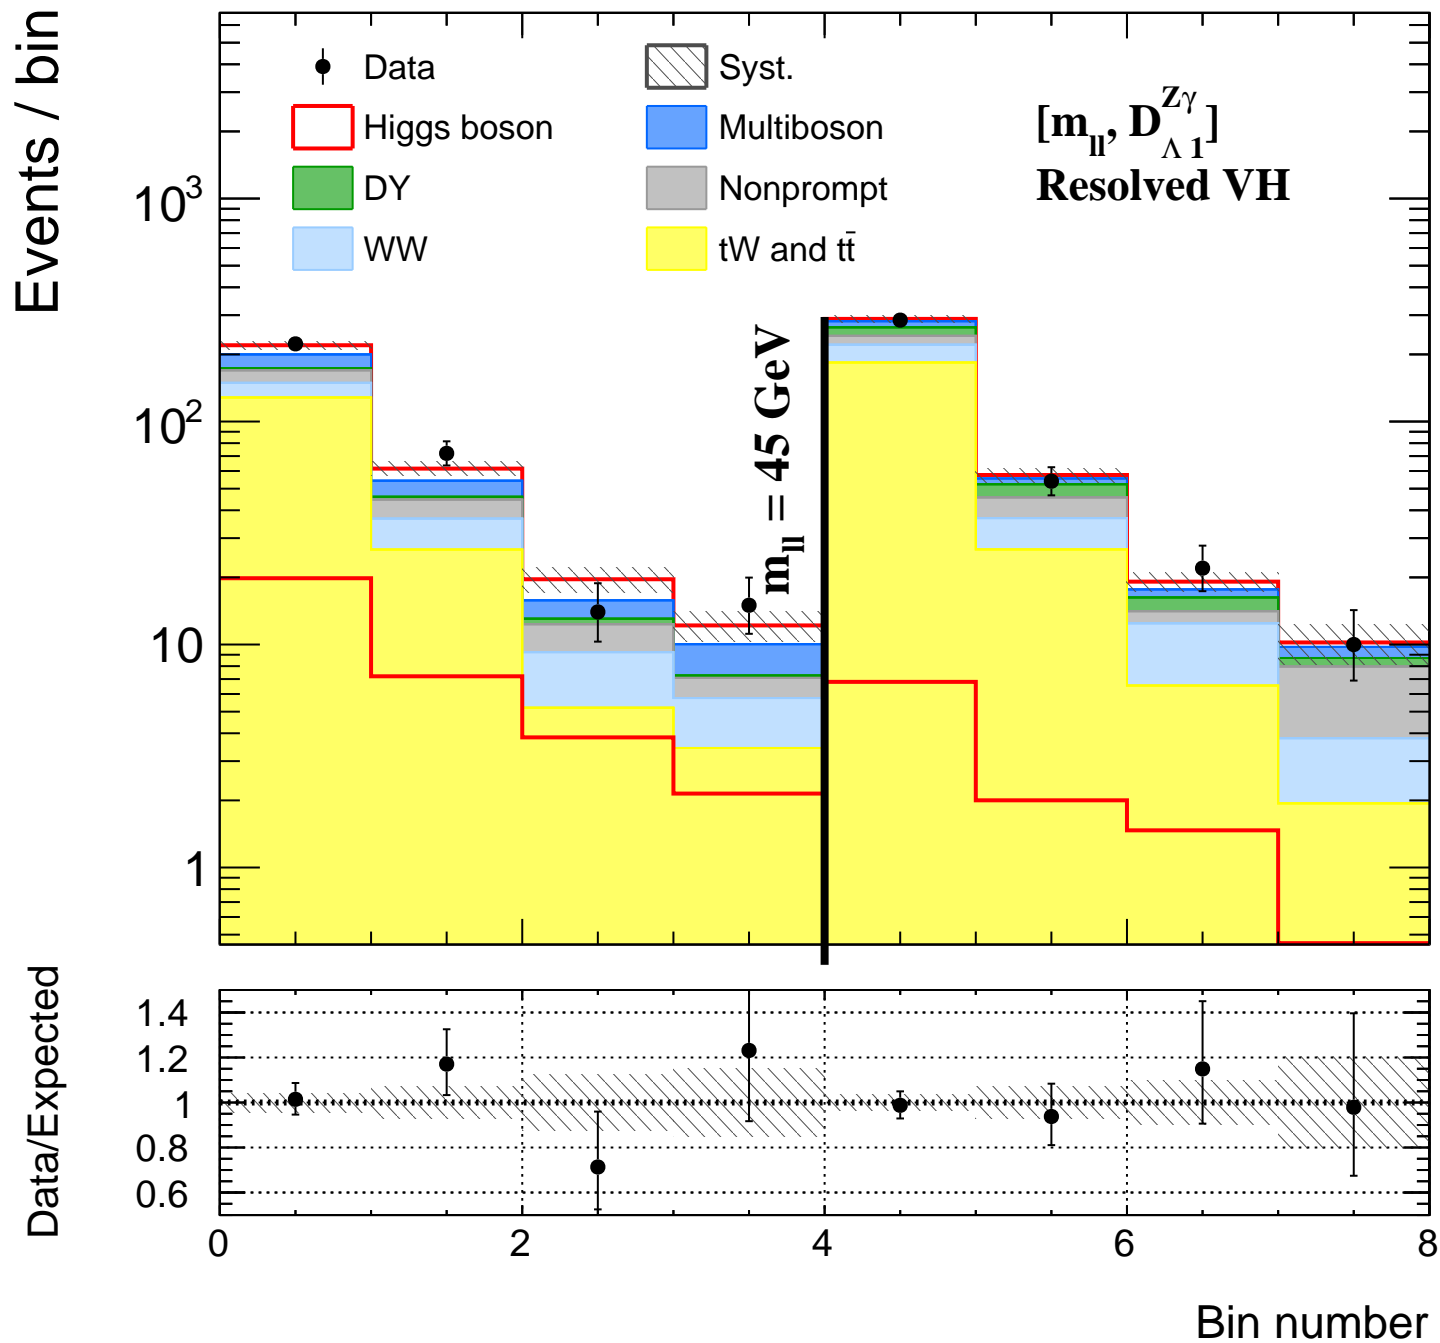 Events / bin
Data
Syst.
Higgs boson
Multiboson
DY
Nonprompt
WW
tW and tt̄
[m_ll, D_Λ1^Zγ]
Resolved VH
10³
10²
10
1
m_ll = 45 GeV
Data/Expected
1.4
1.2
1
0.8
0.6
0 2 4 6 8
Bin number